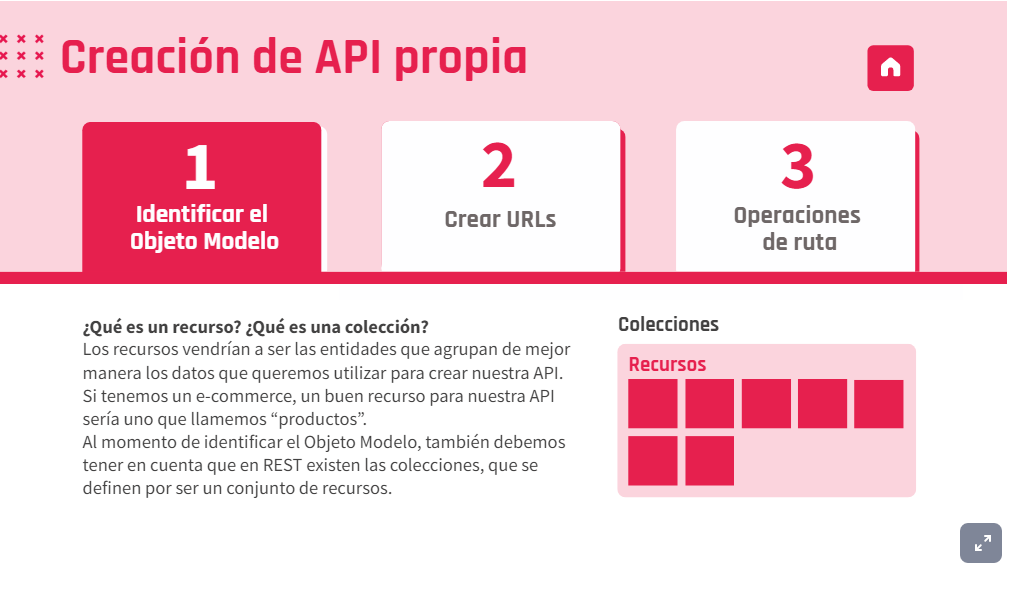 Creación de API propia
1
Identificar el
Objeto Modelo
2
Crear URLs
3
Operaciones
de ruta
¿Qué es un recurso? ¿Qué es una colección?
Los recursos vendrían a ser las entidades que agrupan de mejor
manera los datos que queremos utilizar para crear nuestra API.
Si tenemos un e-commerce, un buen recurso para nuestra API
sería uno que llamemos “productos”.
Al momento de identificar el Objeto Modelo, también debemos
tener en cuenta que en REST existen las colecciones, que se
definen por ser un conjunto de recursos.
Colecciones
Recursos